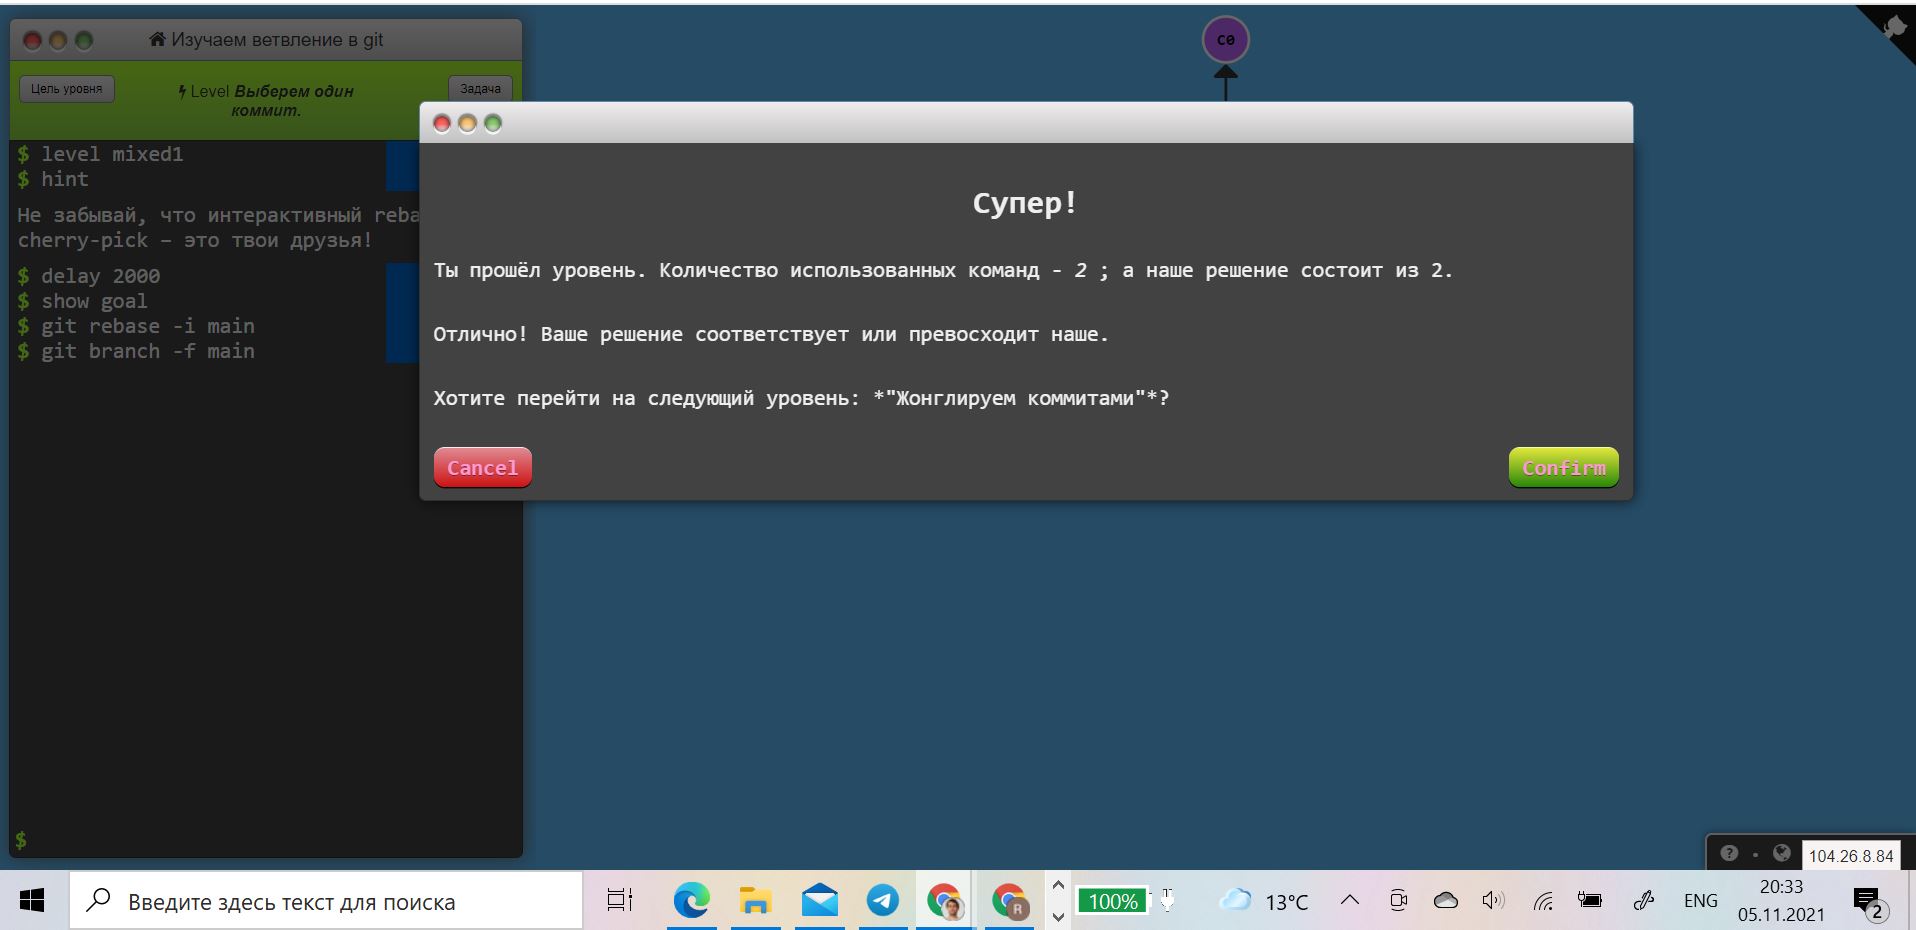 Изучаем ветвление в git
Цель уровня
Level Выберем один
коммит.
Задача
c0
$ level mixed1
$ hint
Не забывай, что интерактивный reba
cherry-pick – это твои друзья!
$ delay 2000
$ show goal
$ git rebase -i main
$ git branch -f main
$
Супер!
Ты прошёл уровень. Количество использованных команд - 2 ; а наше решение состоит из 2.
Отлично! Ваше решение соответствует или превосходит наше.
Хотите перейти на следующий уровень: *"Жонглируем коммитами"*?
Cancel
Confirm
104.26.8.84
Введите здесь текст для поиска
R
100%
13°C
ENG
20:33
05.11.2021
2